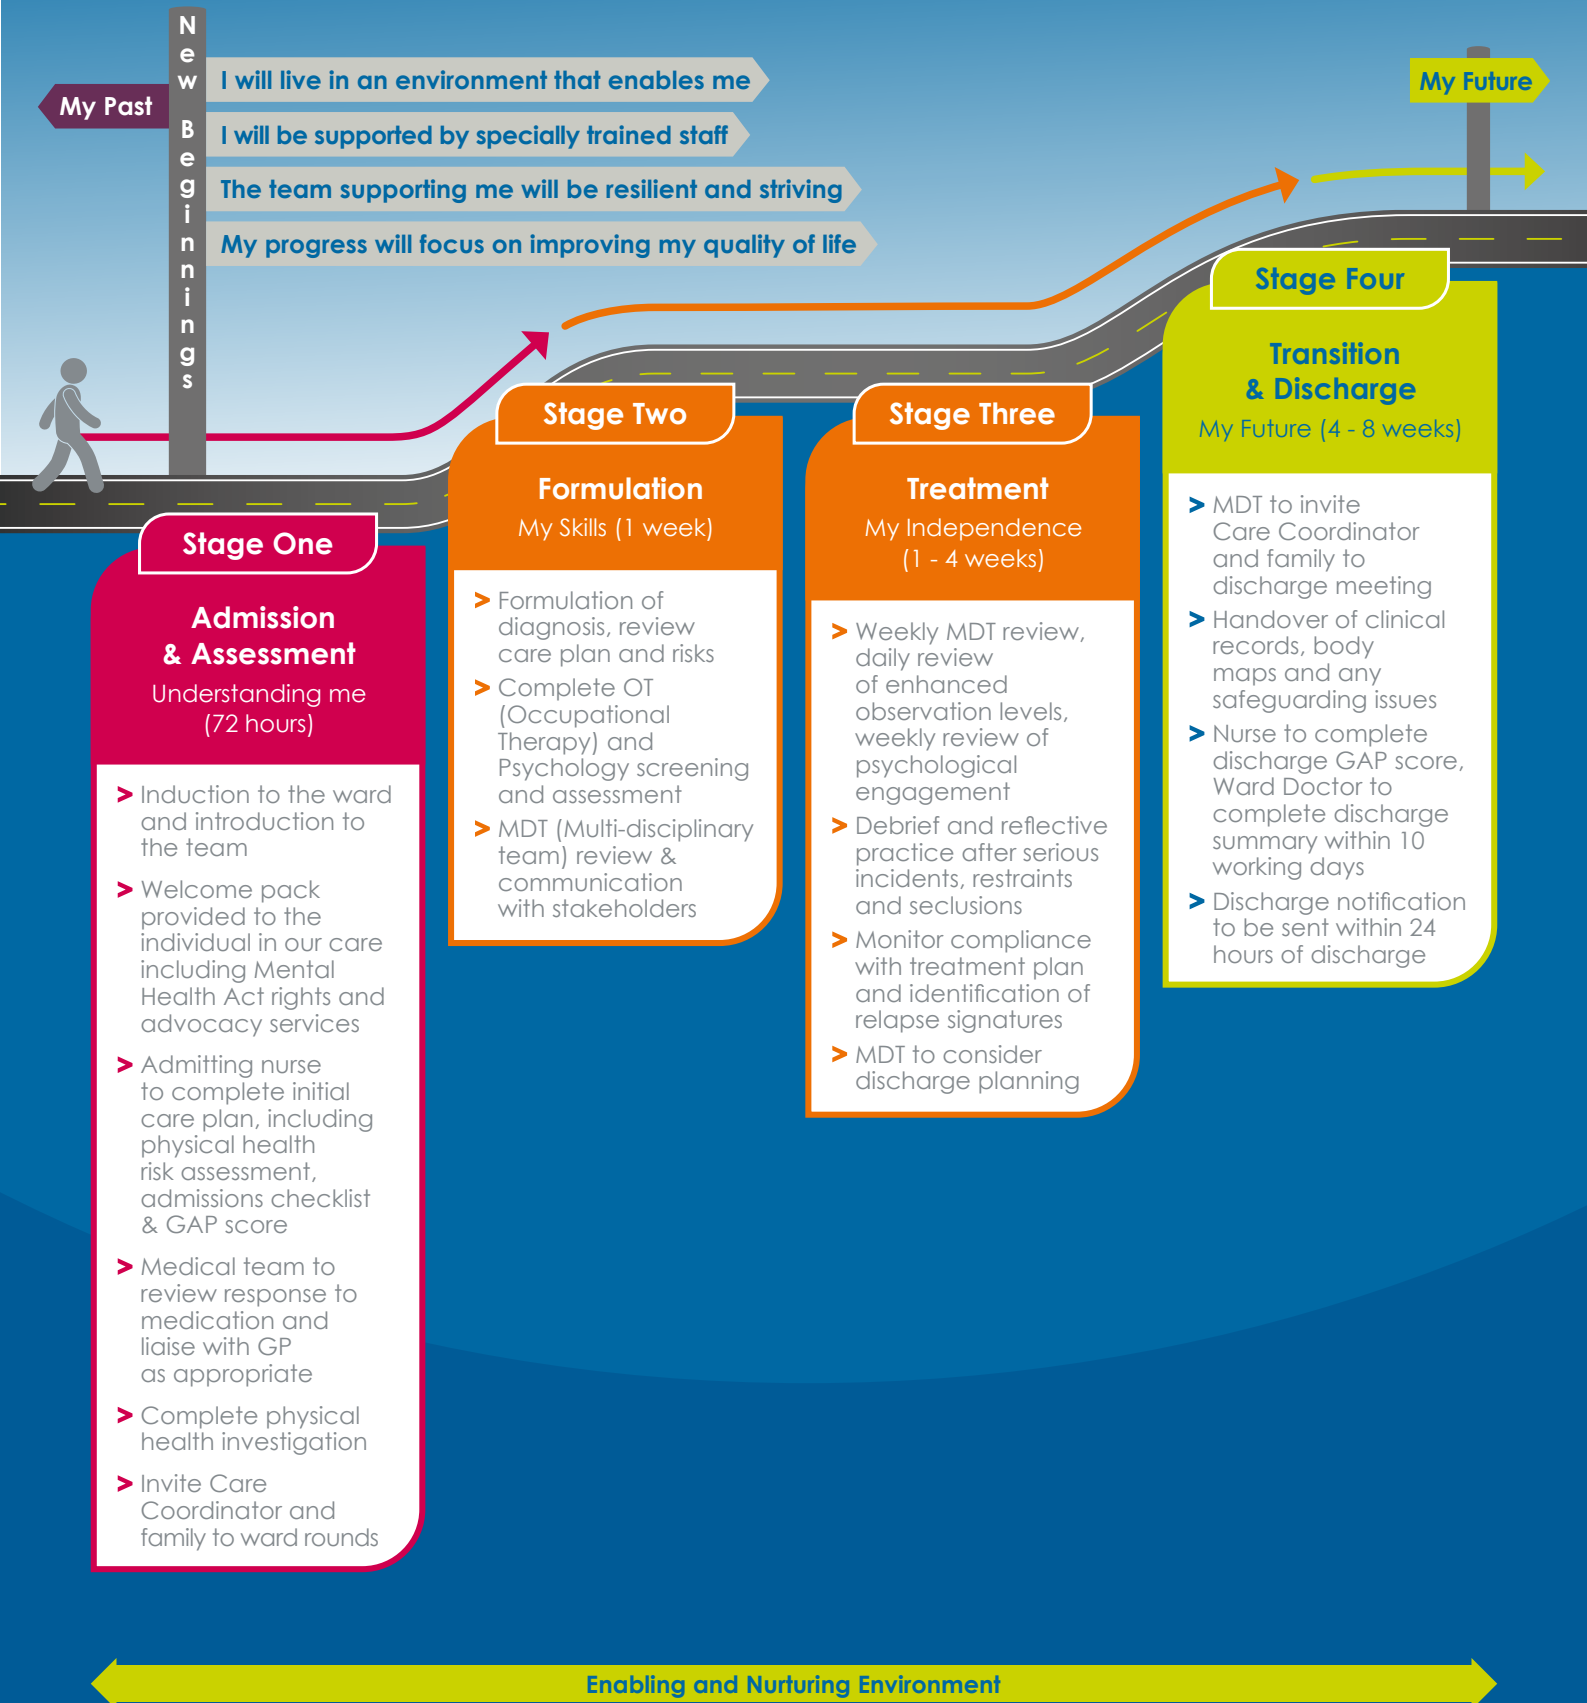 My Past
New Beginnings
I will live in an environment that enables me
I will be supported by specially trained staff
The team supporting me will be resilient and striving
My progress will focus on improving my quality of life
My Future
Stage One
Admission
& Assessment
Understanding me
(72 hours)
> Induction to the ward
and introduction to
the team
> Welcome pack
provided to the
individual in our care
including Mental
Health Act rights and
advocacy services
> Admitting nurse
to complete initial
care plan, including
physical health
risk assessment,
admissions checklist
& GAP score
> Medical team to
review response to
medication and
liaise with GP
as appropriate
> Complete physical
health investigation
> Invite Care
Coordinator and
family to ward rounds
Stage Two
Formulation
My Skills (1 week)
> Formulation of
diagnosis, review
care plan and risks
> Complete OT
(Occupational
Therapy) and
Psychology screening
and assessment
> MDT (Multi-disciplinary
team) review &
communication
with stakeholders
Stage Three
Treatment
My Independence
(1 - 4 weeks)
> Weekly MDT review,
daily review
of enhanced
observation levels,
weekly review of
psychological
engagement
> Debrief and reflective
practice after serious
incidents, restraints
and seclusions
> Monitor compliance
with treatment plan
and identification of
relapse signatures
> MDT to consider
discharge planning
Stage Four
Transition
& Discharge
My Future (4 - 8 weeks)
> MDT to invite
Care Coordinator
and family to
discharge meeting
> Handover of clinical
records, body
maps and any
safeguarding issues
> Nurse to complete
discharge GAP score,
Ward Doctor to
complete discharge
summary within 10
working days
> Discharge notification
to be sent within 24
hours of discharge
Enabling and Nurturing Environment